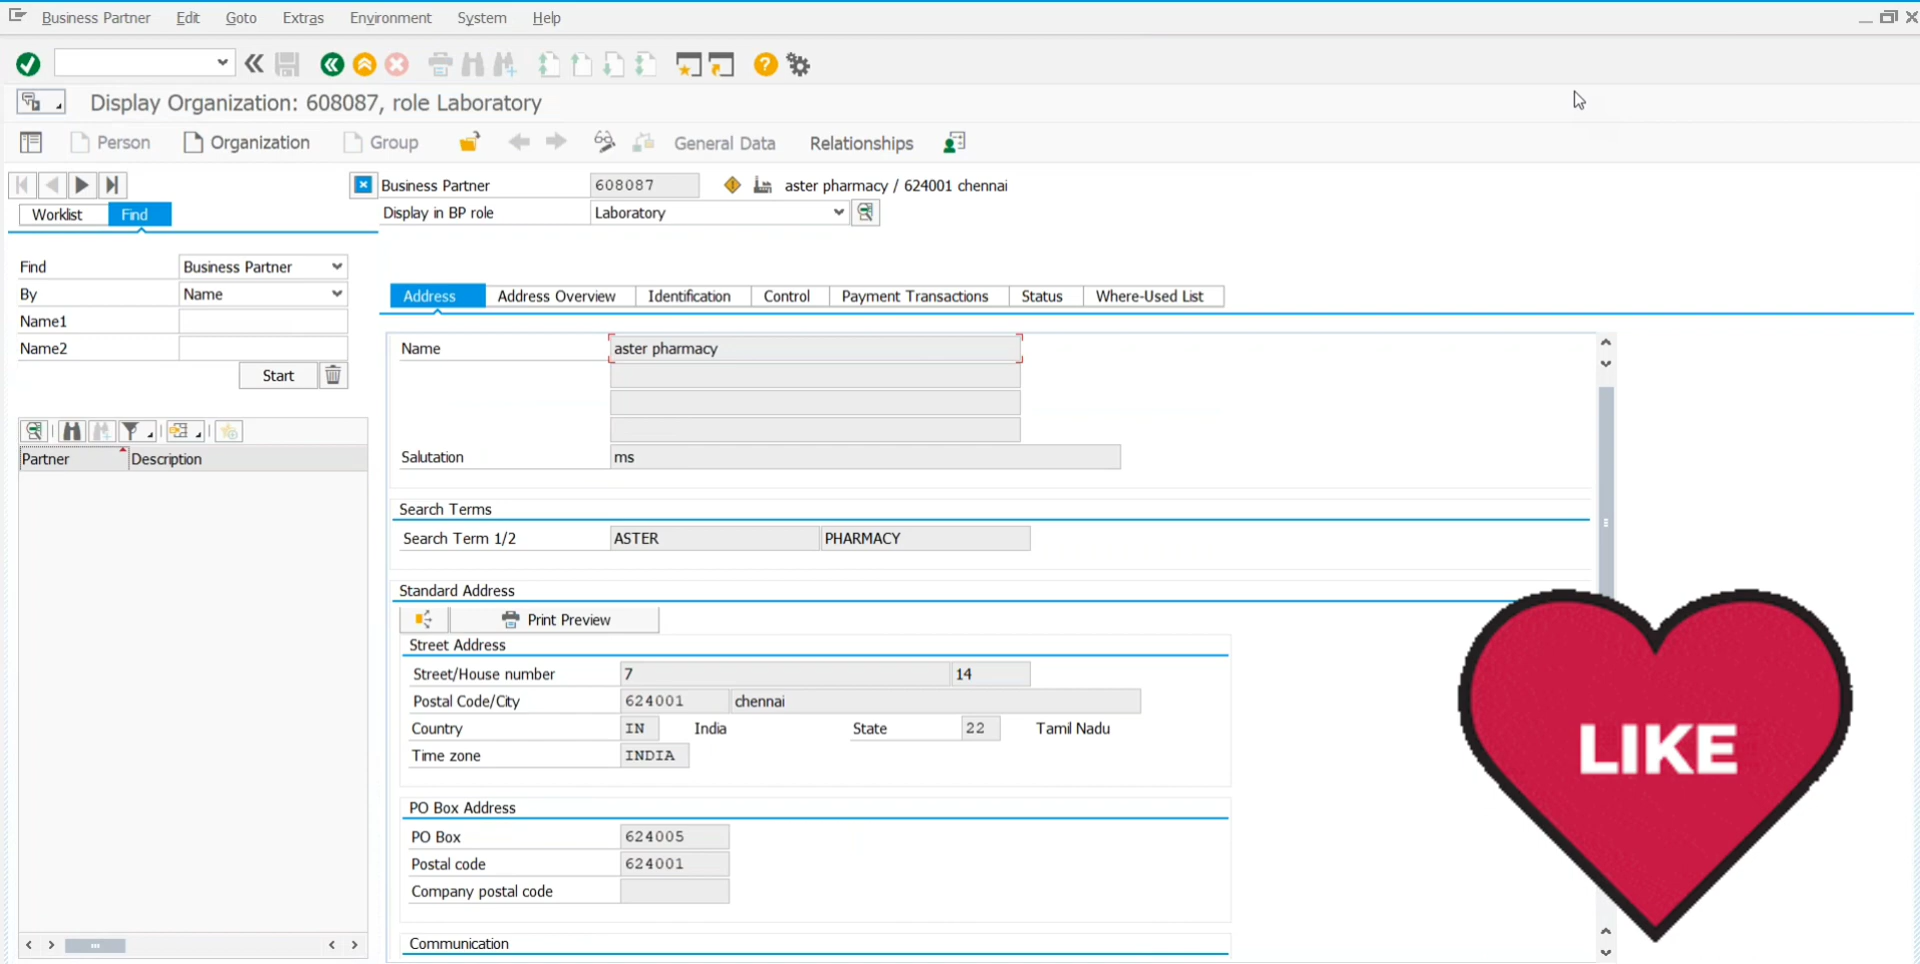 Business Partner Edit Goto Extras Environment System Help
Display Organization: 608087, role Laboratory
Person Organization Group General Data Relationships
Business Partner 608087 aster pharmacy / 624001 chennai
Worklist Find
Display in BP role Laboratory
Find Business Partner
By Name
Name1
Name2
Start
Partner Description
Address Address Overview Identification Control Payment Transactions Status Where-Used List
Name aster pharmacy
Salutation ms
Search Terms
Search Term 1/2 ASTER PHARMACY
Standard Address
Print Preview
Street Address
Street/House number 7 14
Postal Code/City 624001 chennai
Country IN India State 22 Tamil Nadu
Time zone INDIA
PO Box Address
PO Box 624005
Postal code 624001
Company postal code
Communication
LIKE